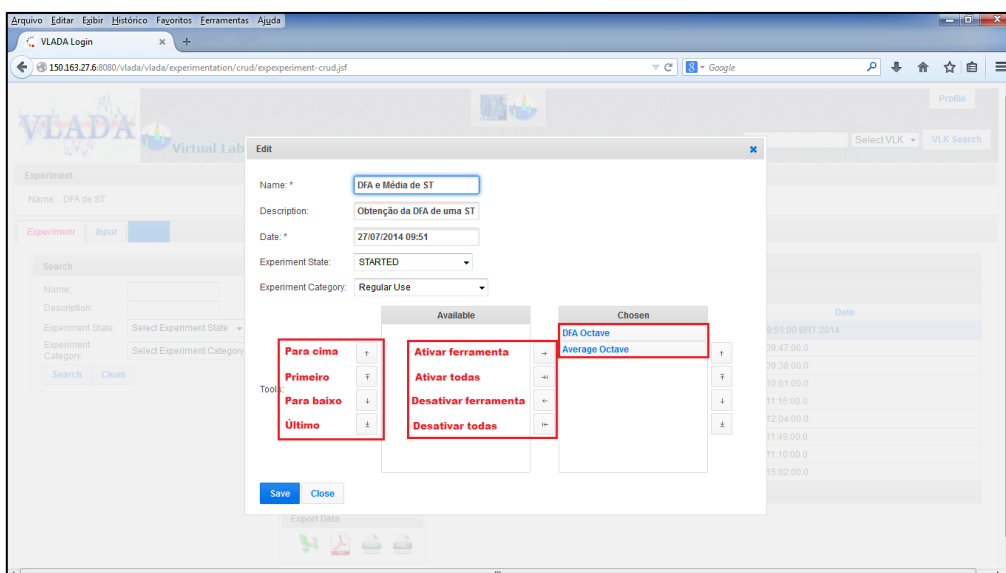 Arquivo Editar Exibir Histórico Favoritos Ferramentas Ajuda
VLADA Login
150.163.27.6:8080/vlada/vlada/experimentation/crud/expexperiment-crud.jsf
Google
Profile
VLADA
Virtual Lab
Select VLK
VLK Search
Experiment
Name: DFA de ST
Experiment Input
Search
Name:
Description:
Experiment State: Select Experiment State
Experiment Category: Select Experiment Category
Search Clean
Edit
Name: * DFA e Média de ST
Description: Obtenção da DFA de uma ST
Date: * 27/07/2014 09:51
Experiment State: STARTED
Experiment Category: Regular Use
Tools:
Available
Chosen
DFA Octave
Average Octave
Para cima
Primeiro
Para baixo
Último
Ativar ferramenta
Ativar todas
Desativar ferramenta
Desativar todas
Save Close
Date
9:51:00 BRT 2014
09:47:00.0
09:38:00.0
10:01:00.0
11:15:00.0
12:04:00.0
11:49:00.0
11:10:00.0
15:02:00.0
Export Data